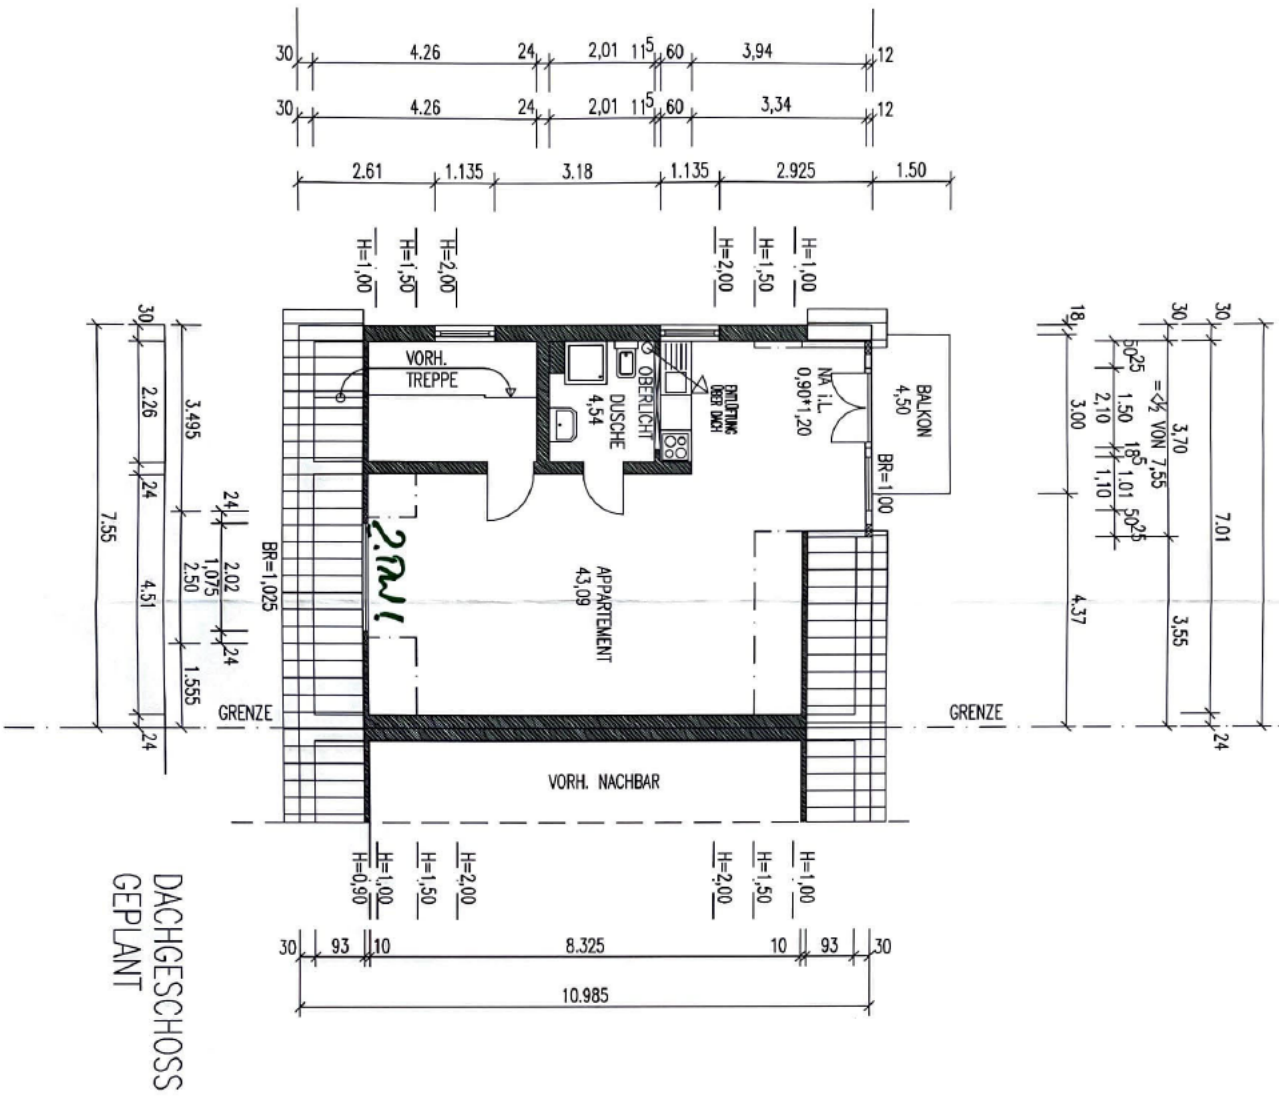 30 4.26 24 2,01 11⁵ 60 3,94 12
30 4.26 24 2,01 11⁵ 60 3,34 12
2.61 1.135 3.18 1.135 2.925 1.50
H=1,00
H=1,50
H=2,00
H=2,00
H=1,50
H=1,00
VORH.
TREPPE
OBERLICHT
DUSCHE
4,54
ENTLÜFTUNG
ÜBER DACH
NA i.L.
0,90*1,20
BALKON
4,50
BR=1,00
APPARTEMENT
43,09
BR=1,025
GRENZE
GRENZE
VORH. NACHBAR
30 2.26 24 4.51 24
7.55
3.495 2.50 1.555
24 2.02 24
1,075
18 3.00 4.37
50²⁵ 1.50 18⁵ 1.01 50²⁵
2,10 1,10
=<½ VON 7,55
30 3,70 3,55
30 7.01 24
H=0,90
H=1,00
H=1,50
H=2,00
H=2,00
H=1,50
H=1,00
30 93 10 8.325 10 93 30
10.985
DACHGESCHOSS
GEPLANT